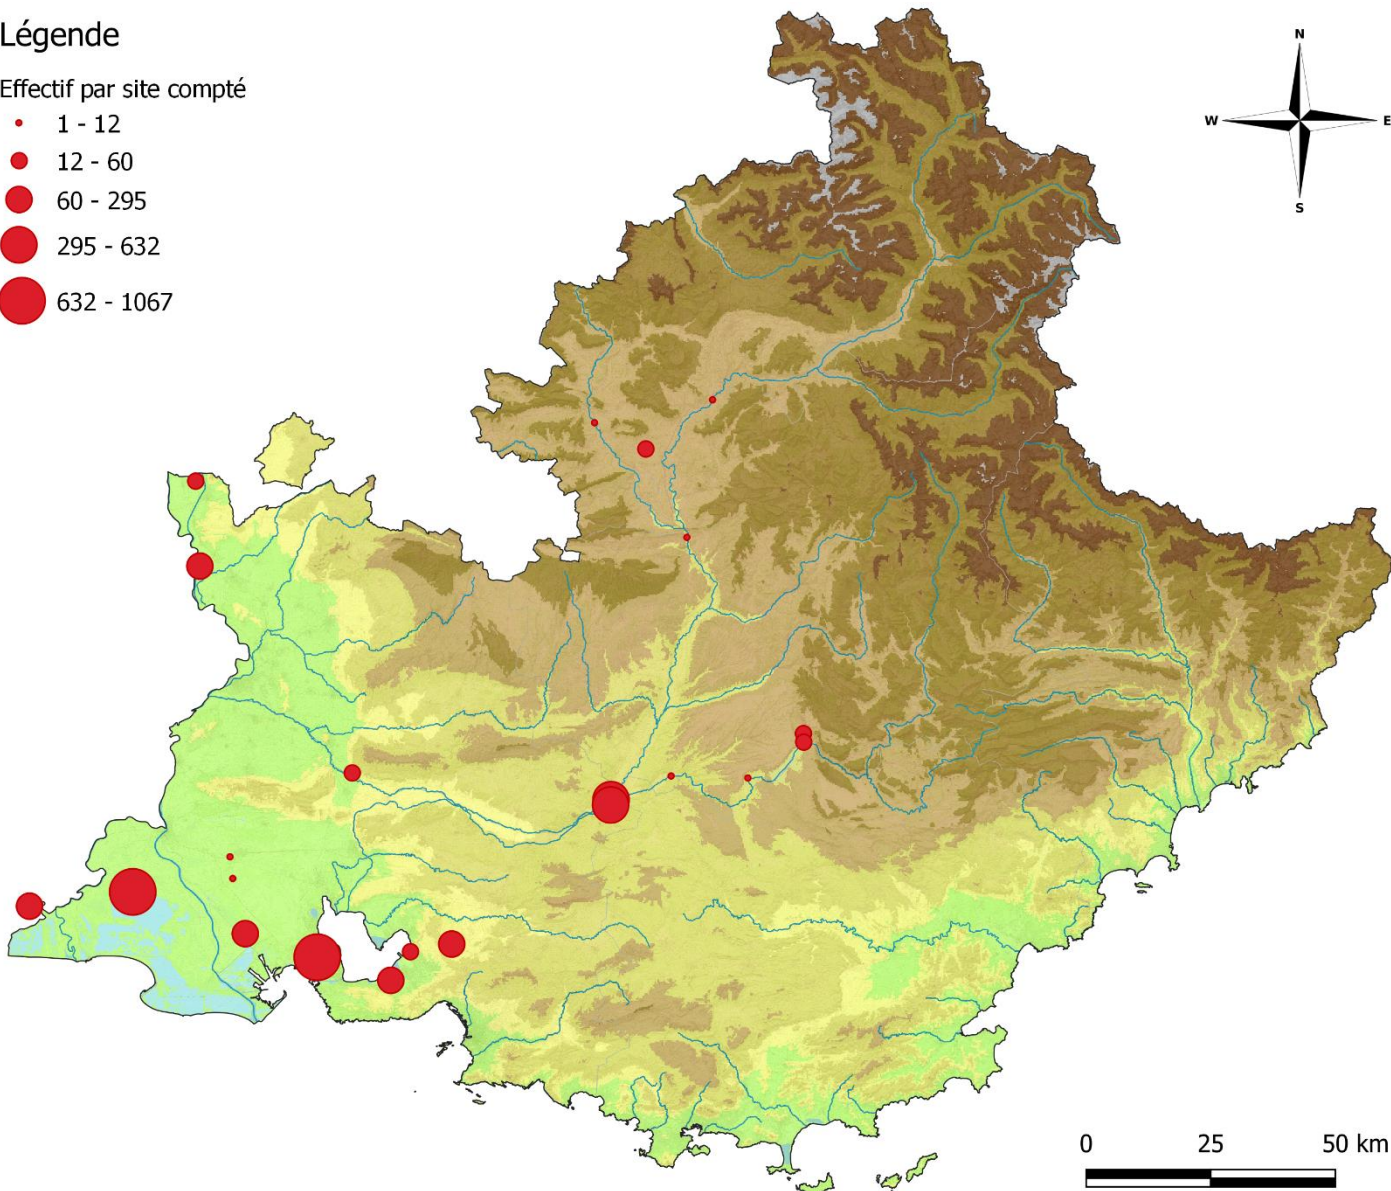 Légende
Effectif par site compté
1 - 12
12 - 60
60 - 295
295 - 632
632 - 1067
N
W
E
S
0 25 50 km